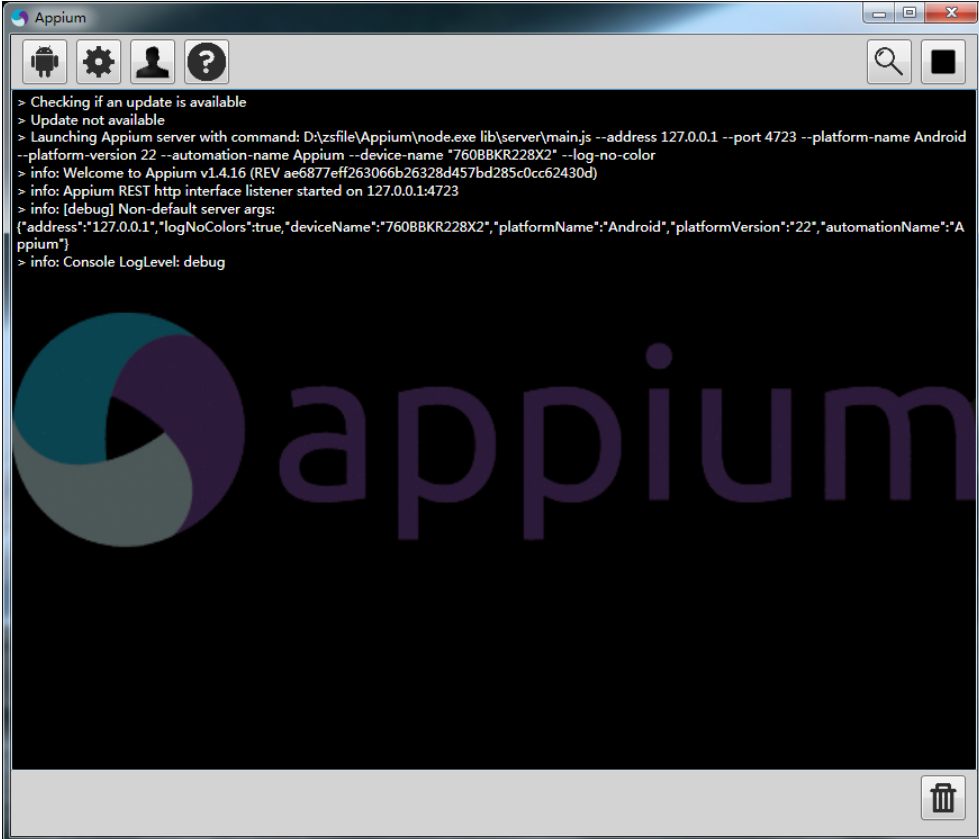 Appium
> Checking if an update is available
> Update not available
> Launching Appium server with command: D:\zsfile\Appium\node.exe lib\server\main.js --address 127.0.0.1 --port 4723 --platform-name Android
--platform-version 22 --automation-name Appium --device-name "760BBKR228X2" --log-no-color
> info: Welcome to Appium v1.4.16 (REV ae6877eff263066b26328d457bd285c0cc62430d)
> info: Appium REST http interface listener started on 127.0.0.1:4723
> info: [debug] Non-default server args:
{"address":"127.0.0.1","logNoColors":true,"deviceName":"760BBKR228X2","platformName":"Android","platformVersion":"22","automationName":"A
ppium"}
> info: Console LogLevel: debug
appium